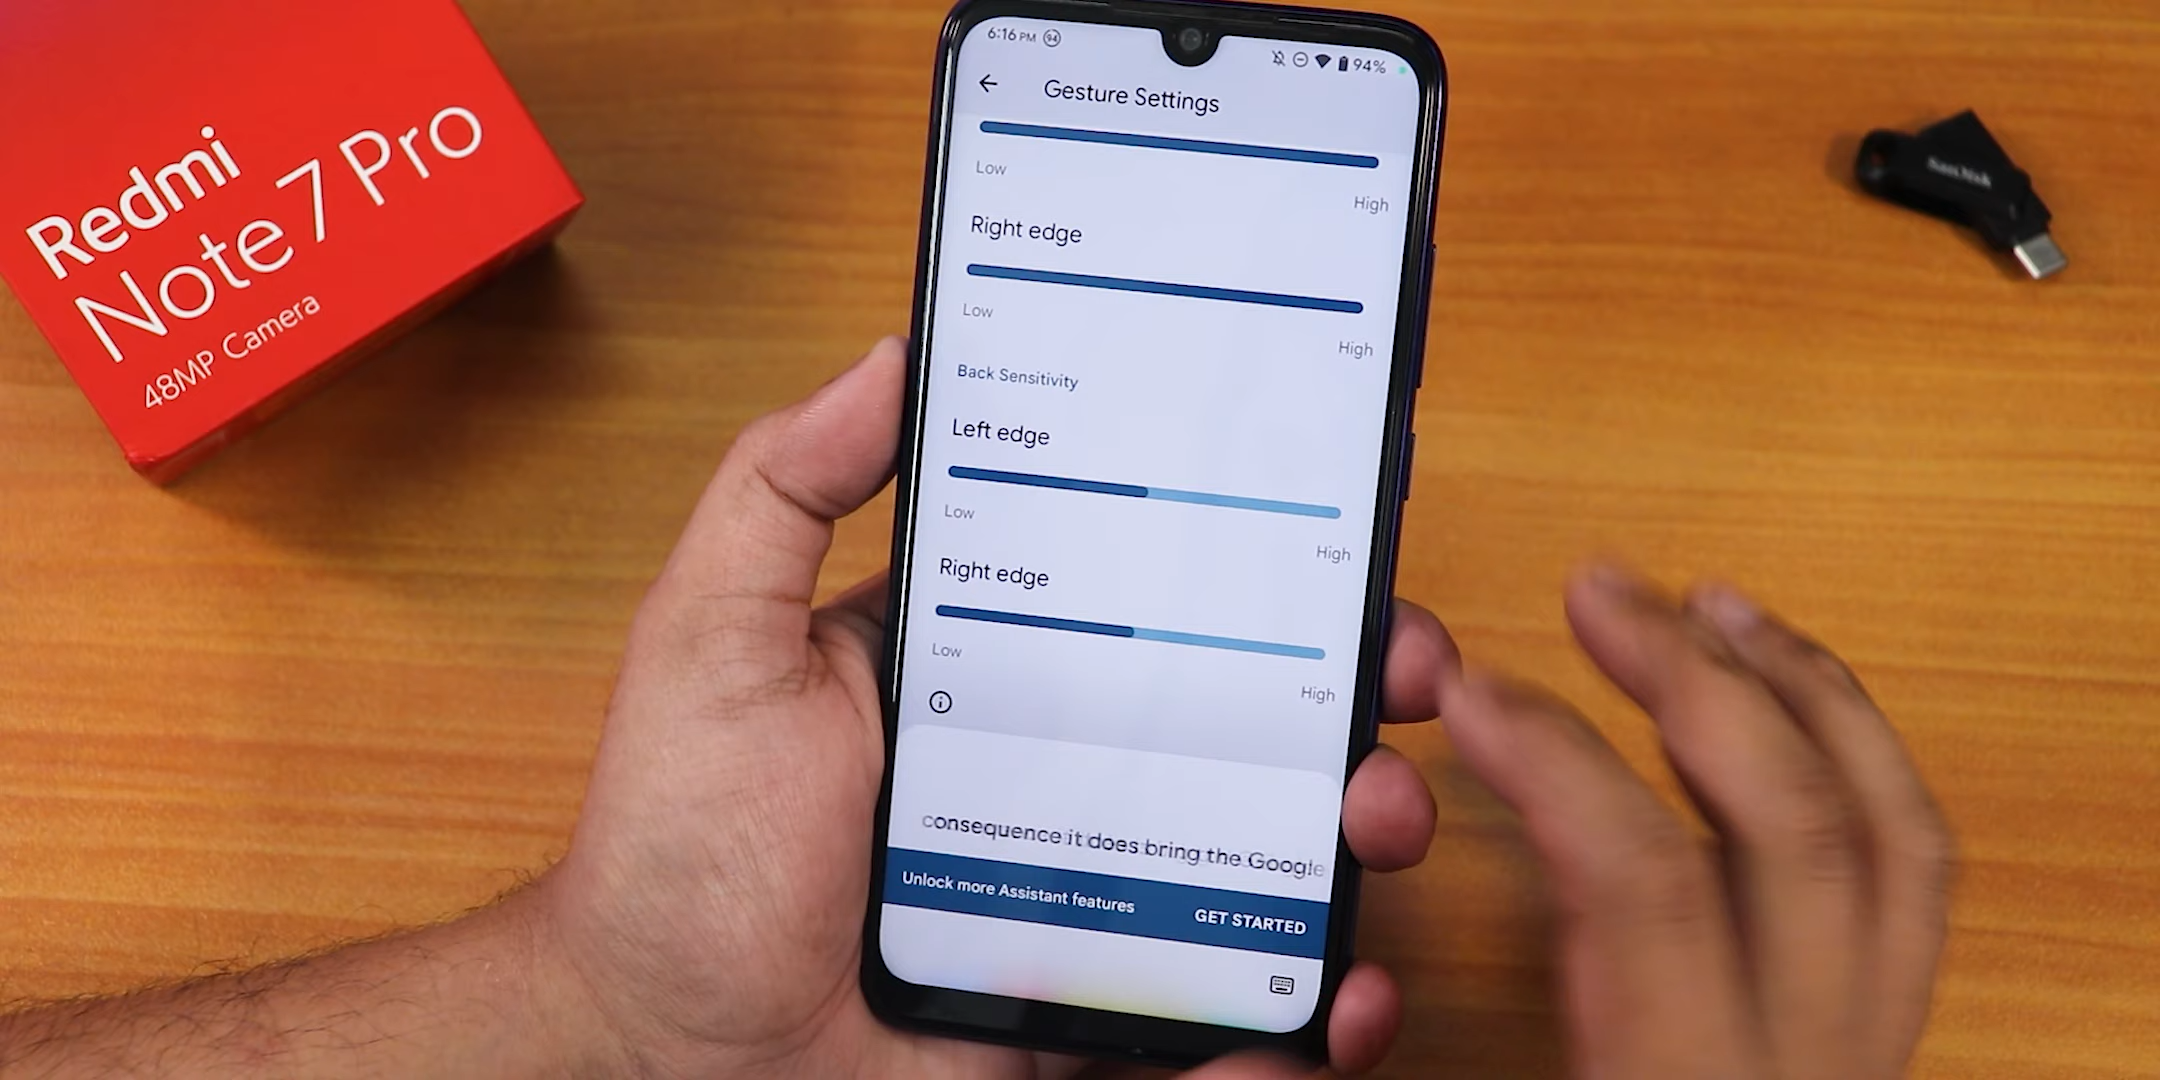 Redmi
Note 7 Pro
48MP Camera
6:16 PM 94
94%
Gesture Settings
Low
High
Right edge
Low
High
Back Sensitivity
Left edge
Low
High
Right edge
Low
High
consequence it does bring the Google
Unlock more Assistant features
GET STARTED
SanDisk